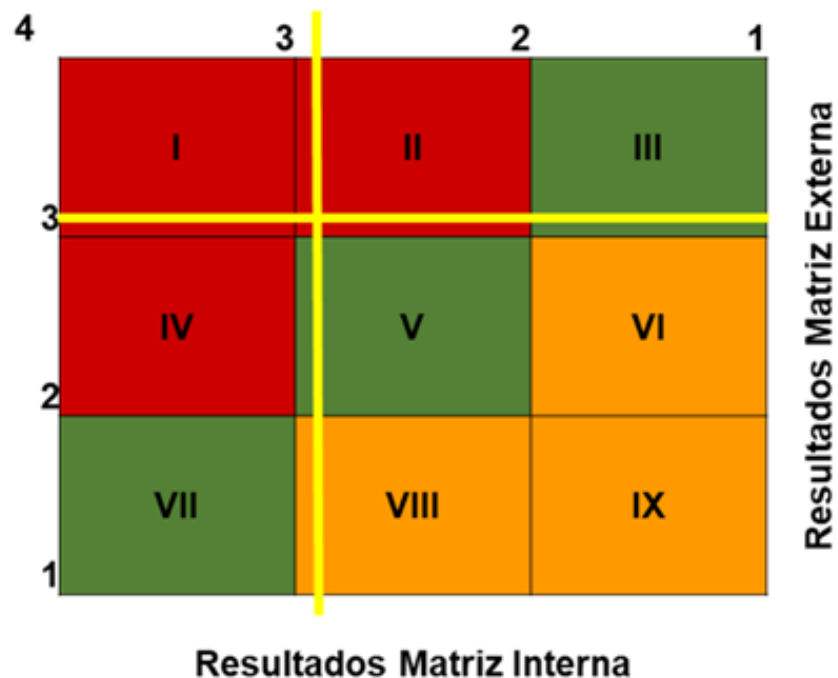 4 3 2 1
I II III
3
IV V VI
2
VII VIII IX
1
Resultados Matriz Externa
Resultados Matriz Interna